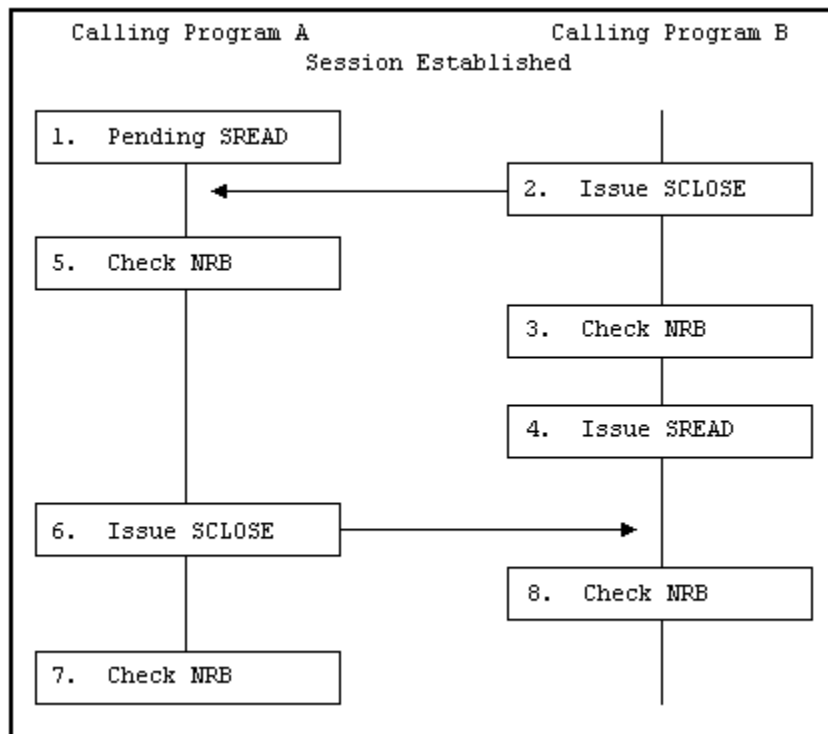 Calling Program A Calling Program B
Session Established
1. Pending SREAD
2. Issue SCLOSE
5. Check NRB
3. Check NRB
4. Issue SREAD
6. Issue SCLOSE
8. Check NRB
7. Check NRB